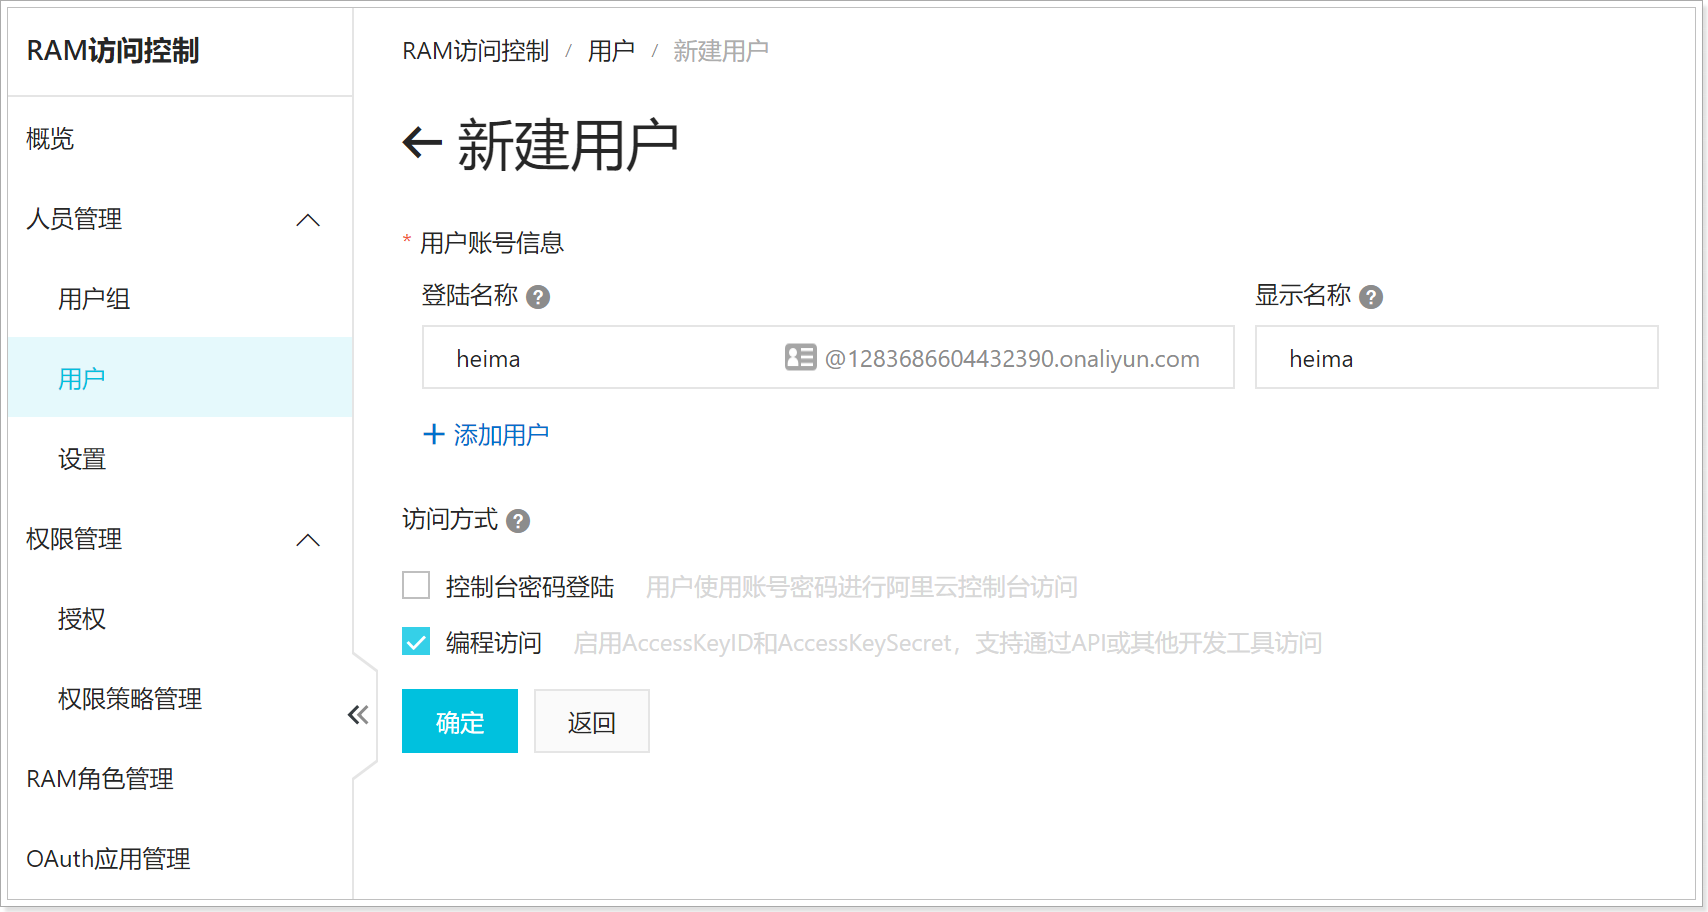 RAM访问控制
概览
人员管理
用户组
用户
设置
权限管理
授权
权限策略管理
RAM角色管理
OAuth应用管理
RAM访问控制 / 用户 / 新建用户
新建用户
* 用户账号信息
登陆名称 ? 显示名称 ?
heima @1283686604432390.onaliyun.com heima
+ 添加用户
访问方式 ?
控制台密码登陆 用户使用账号密码进行阿里云控制台访问
编程访问 启用AccessKeyID和AccessKeySecret，支持通过API或其他开发工具访问
确定 返回